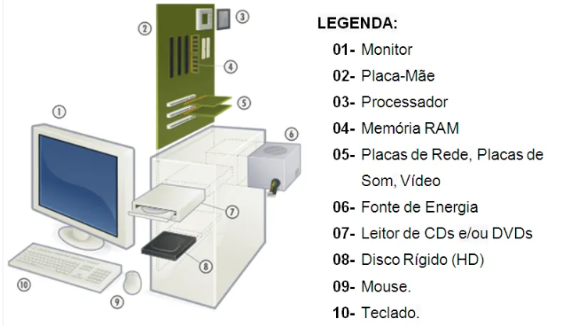 1
2
3
4
5
6
7
8
9
10
LEGENDA:
01- Monitor
02- Placa-Mãe
03- Processador
04- Memória RAM
05- Placas de Rede, Placas de
Som, Vídeo
06- Fonte de Energia
07- Leitor de CDs e/ou DVDs
08- Disco Rígido (HD)
09- Mouse.
10- Teclado.